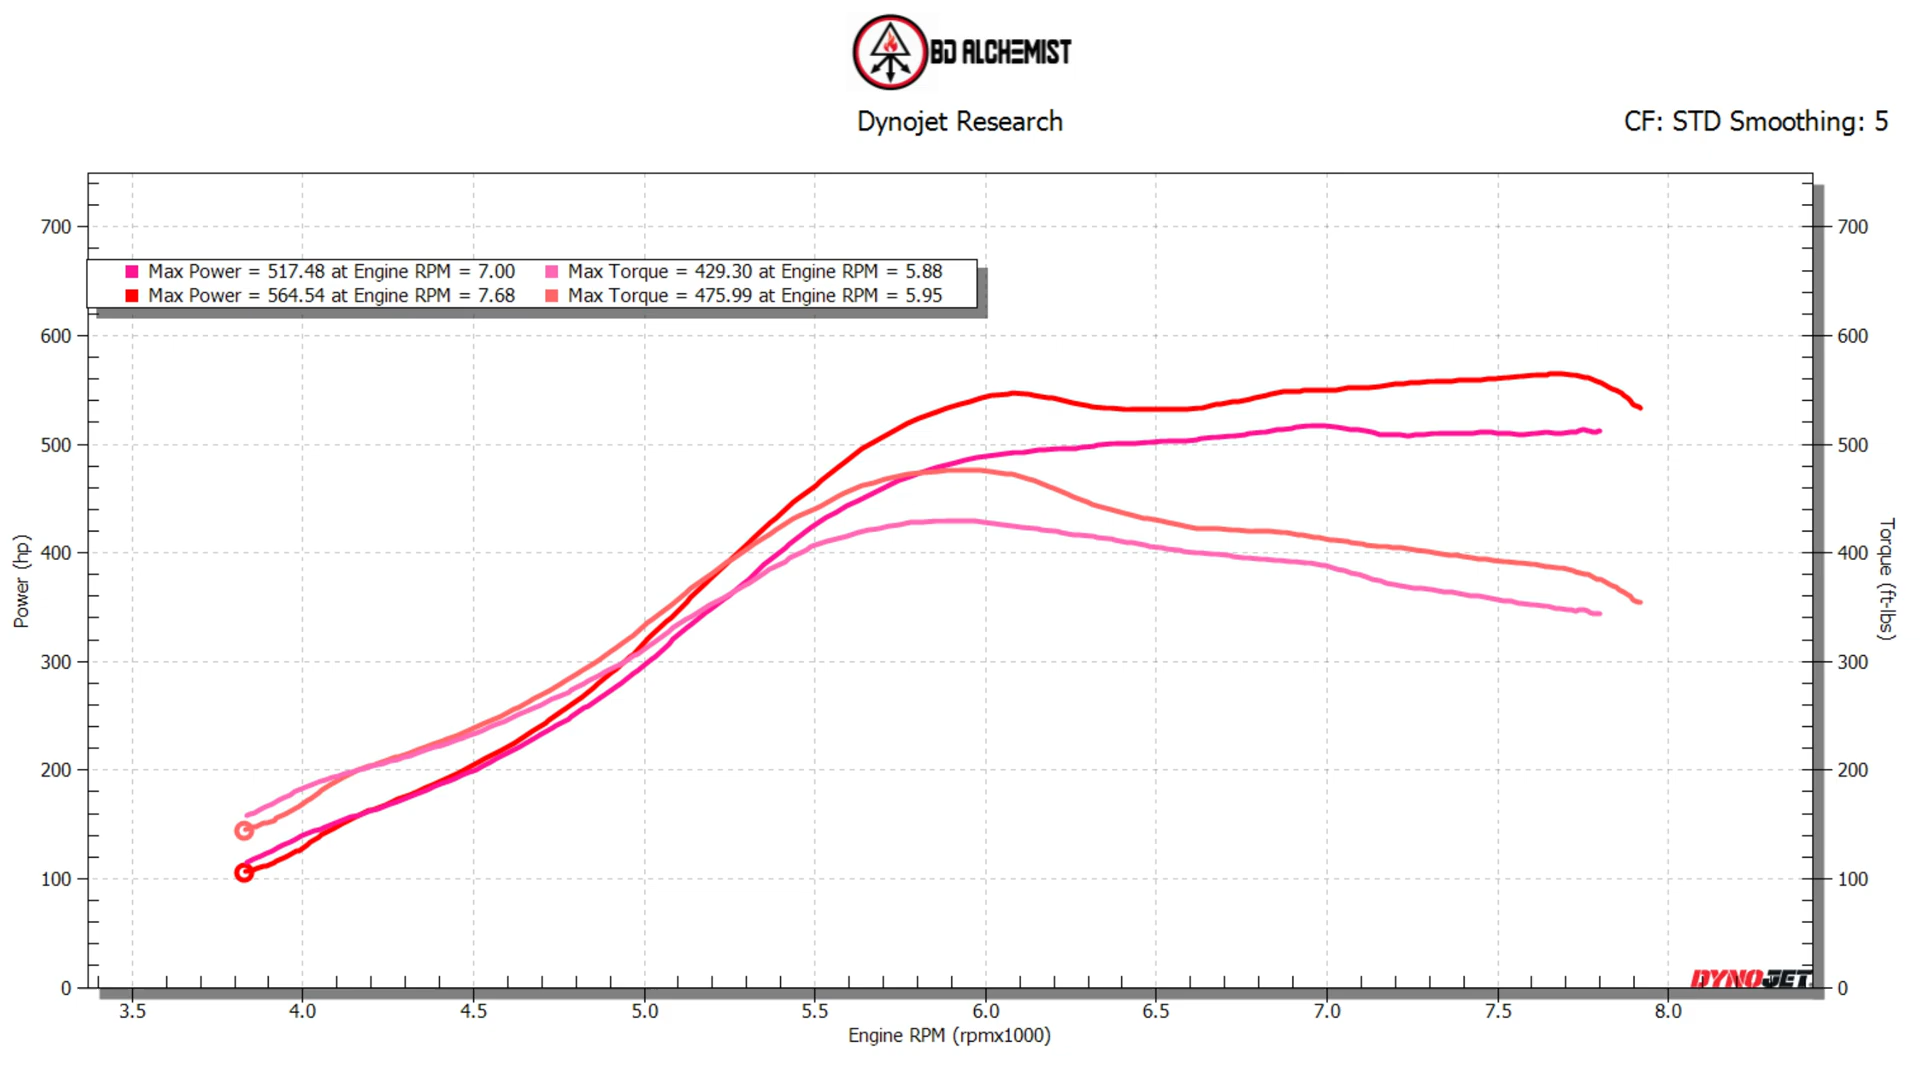 BD ALCHEMIST
Dynojet Research
CF: STD Smoothing: 5
Max Power = 517.48 at Engine RPM = 7.00 Max Torque = 429.30 at Engine RPM = 5.88
Max Power = 564.54 at Engine RPM = 7.68 Max Torque = 475.99 at Engine RPM = 5.95
700 700
600 600
500 500
400 400
300 300
200 200
100 100
0 0
Power (hp)
Torque (ft-lbs)
DYNOJET
3.5 4.0 4.5 5.0 5.5 6.0 6.5 7.0 7.5 8.0
Engine RPM (rpmx1000)